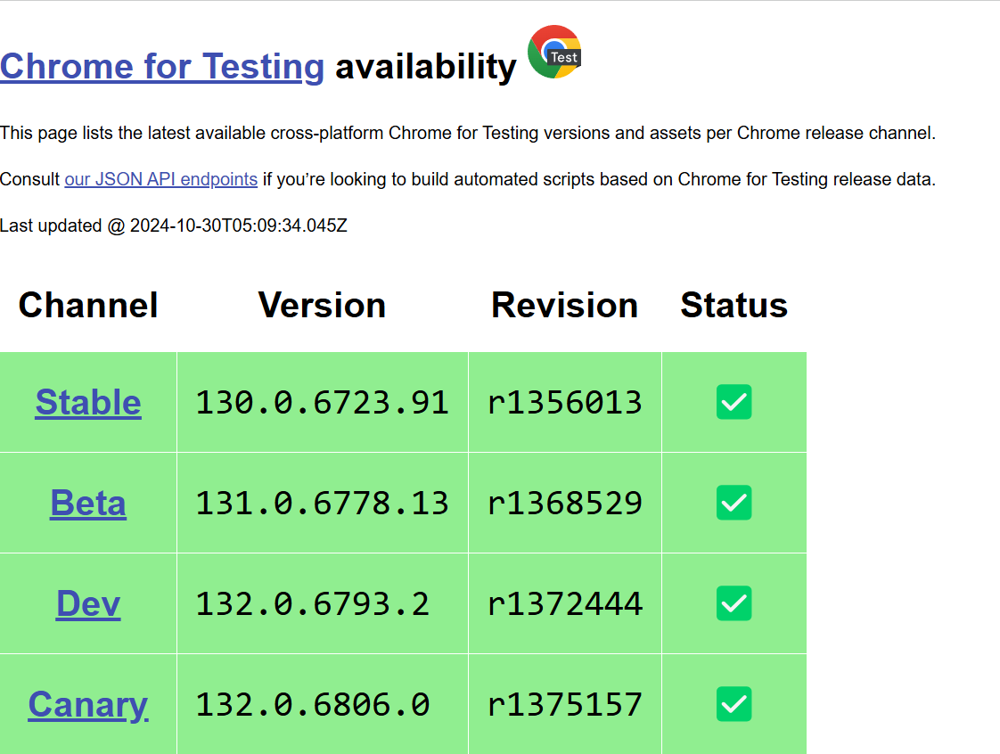 Chrome for Testing availability
Test
This page lists the latest available cross-platform Chrome for Testing versions and assets per Chrome release channel.
Consult our JSON API endpoints if you’re looking to build automated scripts based on Chrome for Testing release data.
Last updated @ 2024-10-30T05:09:34.045Z
Channel Version Revision Status
Stable 130.0.6723.91 r1356013 ✅
Beta 131.0.6778.13 r1368529 ✅
Dev 132.0.6793.2 r1372444 ✅
Canary 132.0.6806.0 r1375157 ✅